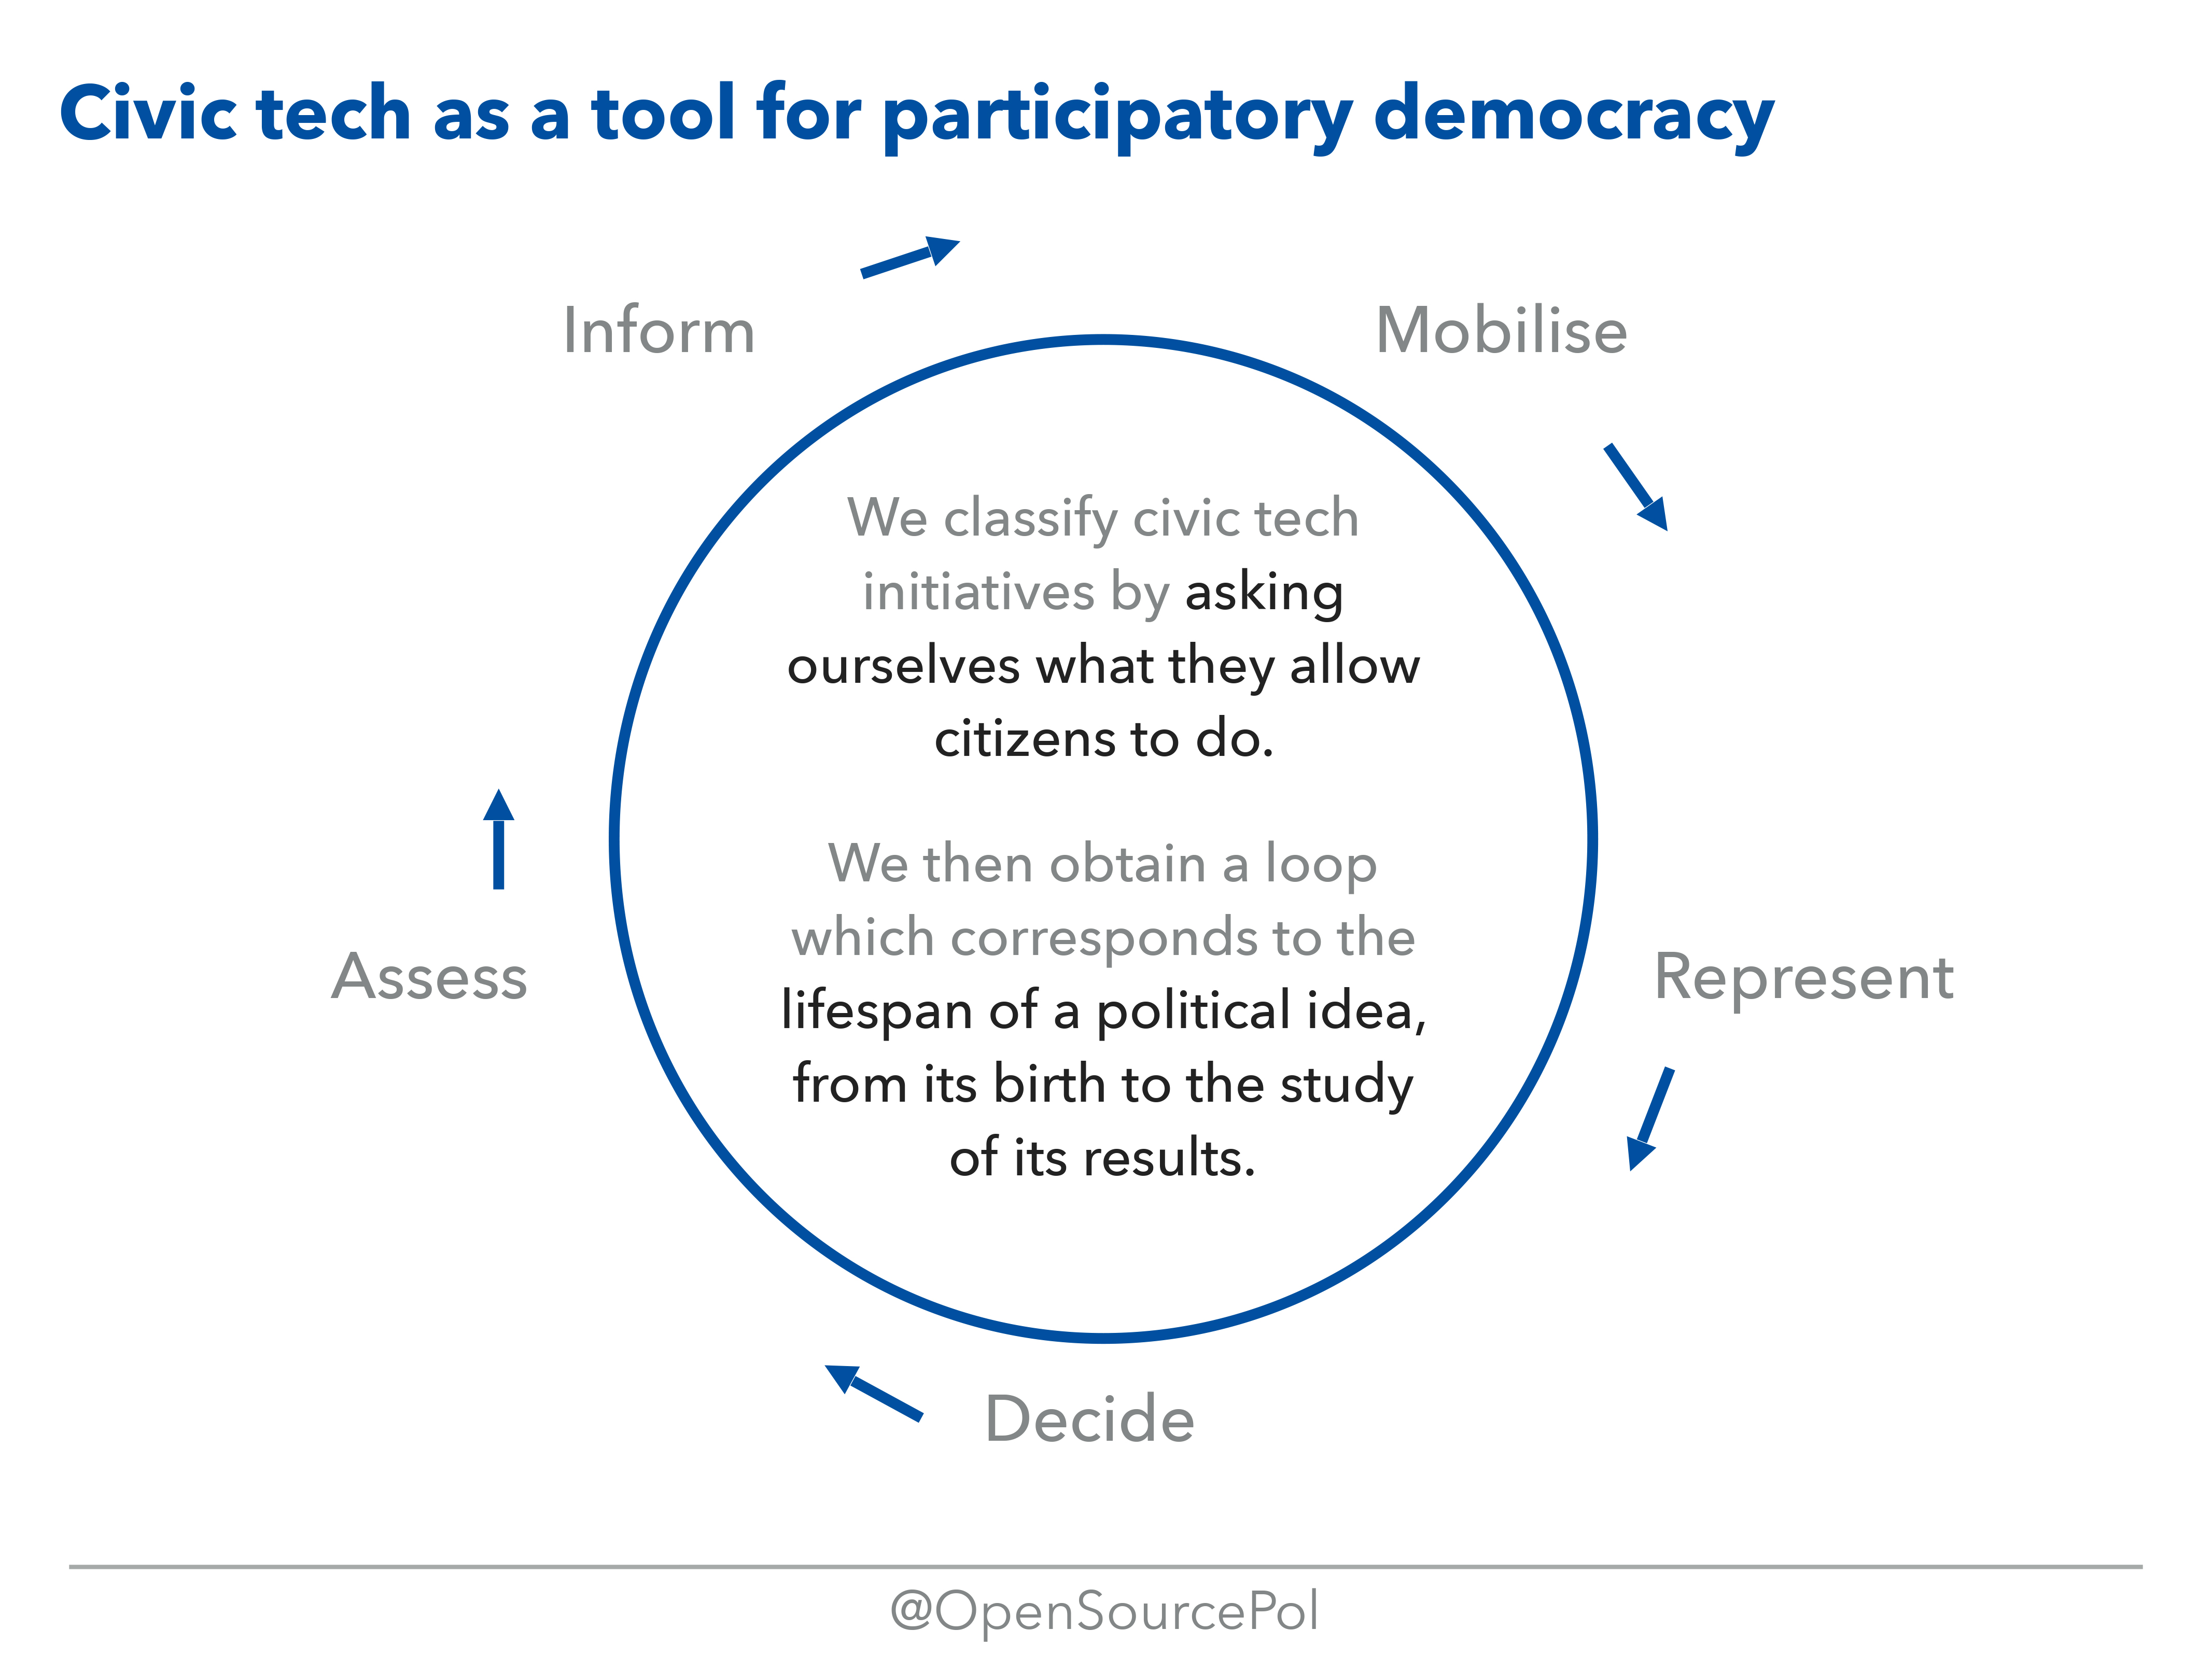 Civic tech as a tool for participatory democracy
Inform
Mobilise
We classify civic tech
initiatives by asking
ourselves what they allow
citizens to do.
We then obtain a loop
which corresponds to the
lifespan of a political idea,
from its birth to the study
of its results.
Assess
Represent
Decide
@OpenSourcePol